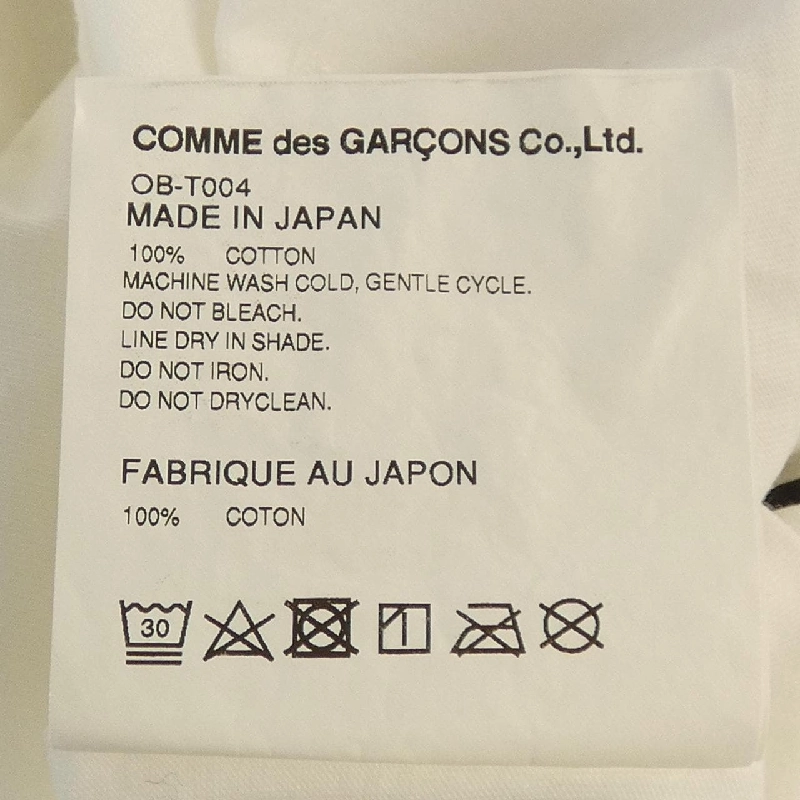 COMME des GARÇONS Co.,Ltd.
OB-T004
MADE IN JAPAN
100% COTTON
MACHINE WASH COLD, GENTLE CYCLE.
DO NOT BLEACH.
LINE DRY IN SHADE.
DO NOT IRON.
DO NOT DRYCLEAN.
FABRIQUE AU JAPON
100% COTON
30